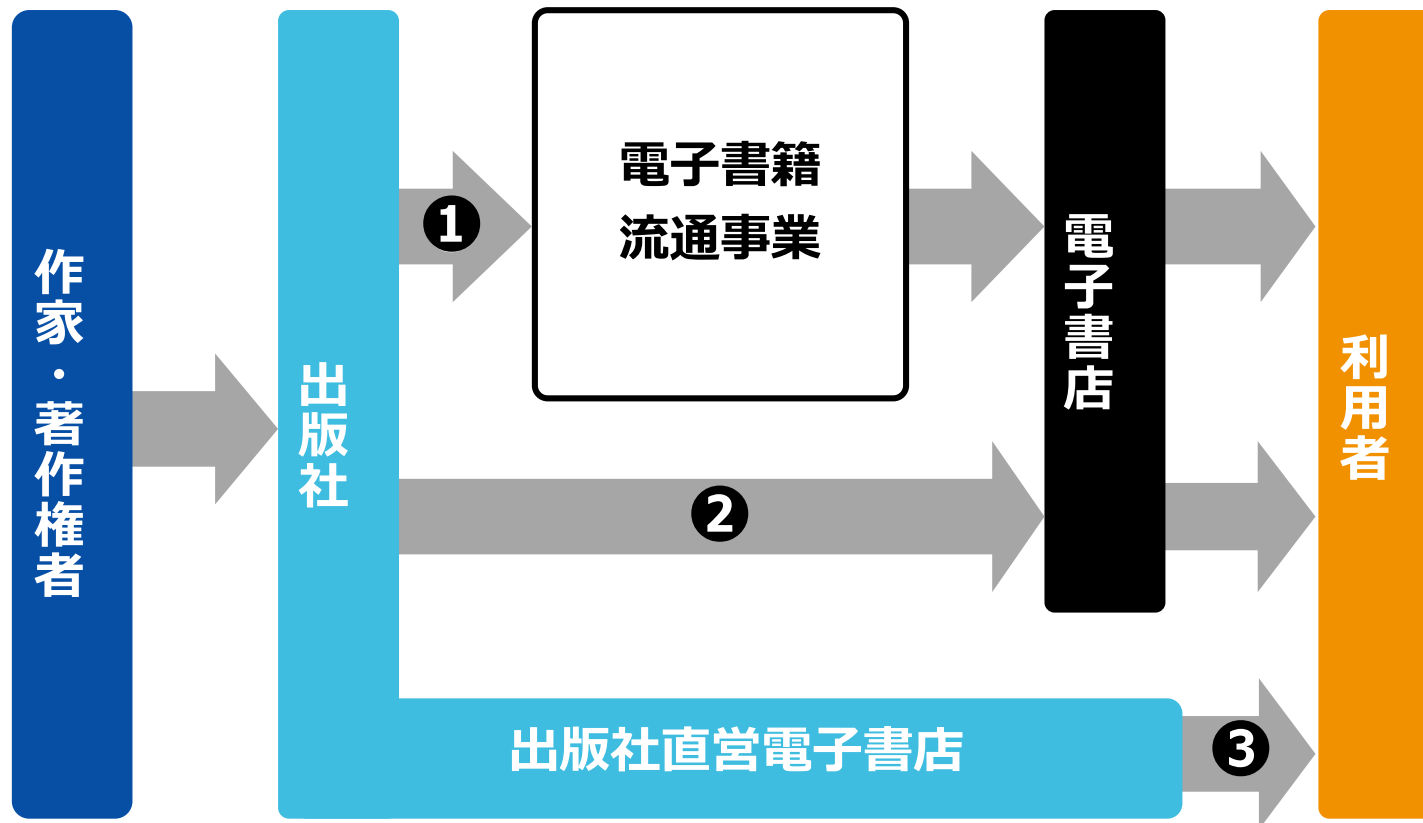 作家・著作権者
出版社
❶
電子書籍
流通事業
電子書店
利用者
❷
出版社直営電子書店
❸